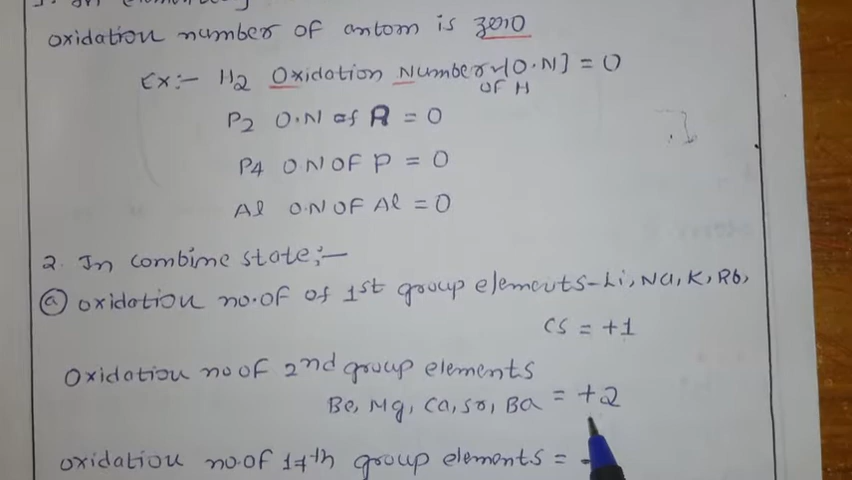 oxidation number of antom is zero
Ex:- H2 Oxidation Number [O.N] = 0
OF H
P2 O.N of P = 0
P4 O.N OF P = 0
Al O.N OF Al = 0
2. In combine state:-
(a) oxidation no.of of 1st group elements - Li, Na, K, Rb,
Cs = +1
Oxidation no of 2nd group elements
Be, Mg, Ca, Sr, Ba = +2
oxidation no.of 17th group elements =